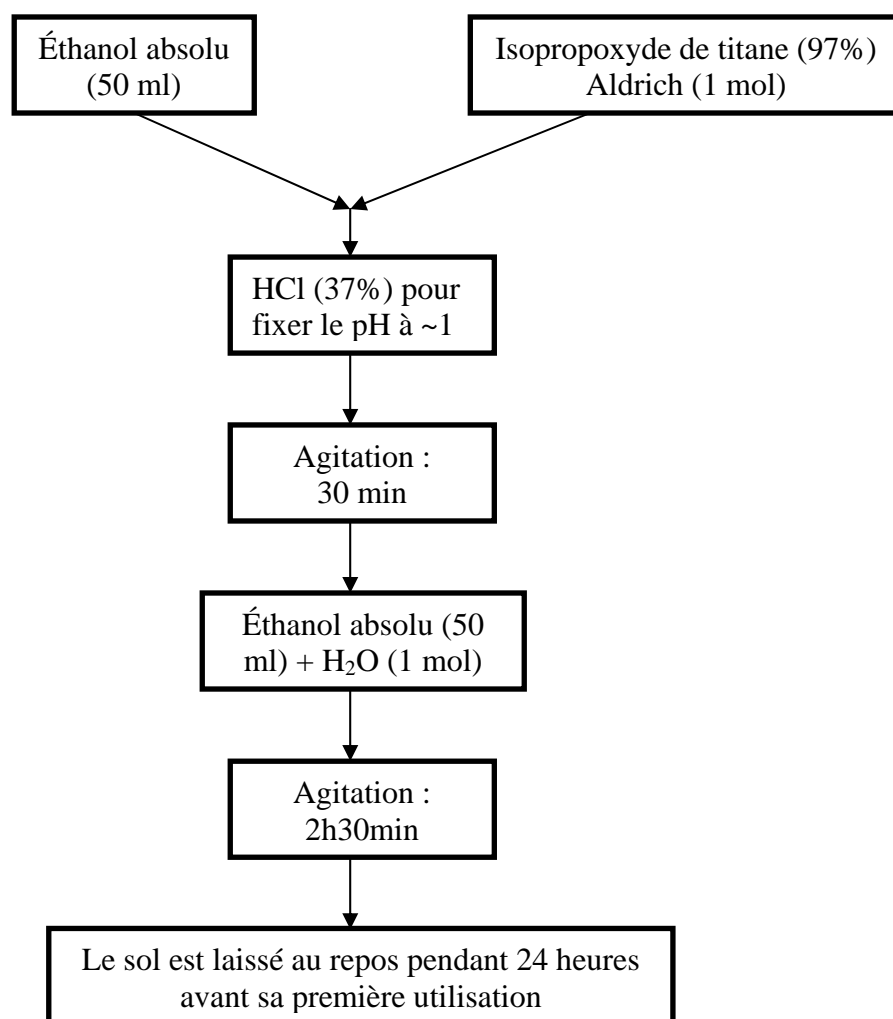 Éthanol absolu
(50 ml)
Isopropoxyde de titane (97%)
Aldrich (1 mol)
HCl (37%) pour
fixer le pH à ~1
Agitation :
30 min
Éthanol absolu (50
ml) + H₂O (1 mol)
Agitation :
2h30min
Le sol est laissé au repos pendant 24 heures
avant sa première utilisation